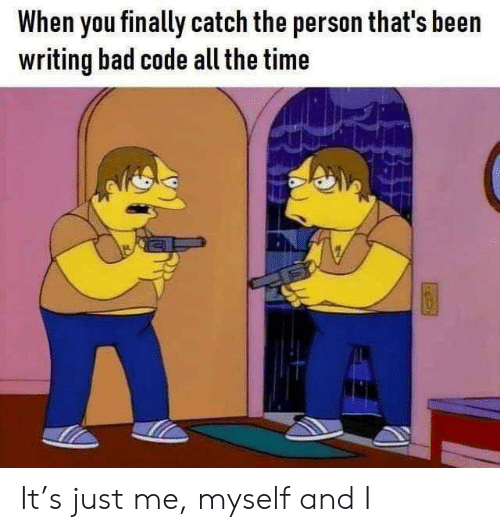 When you finally catch the person that's been
writing bad code all the time
It’s just me, myself and I